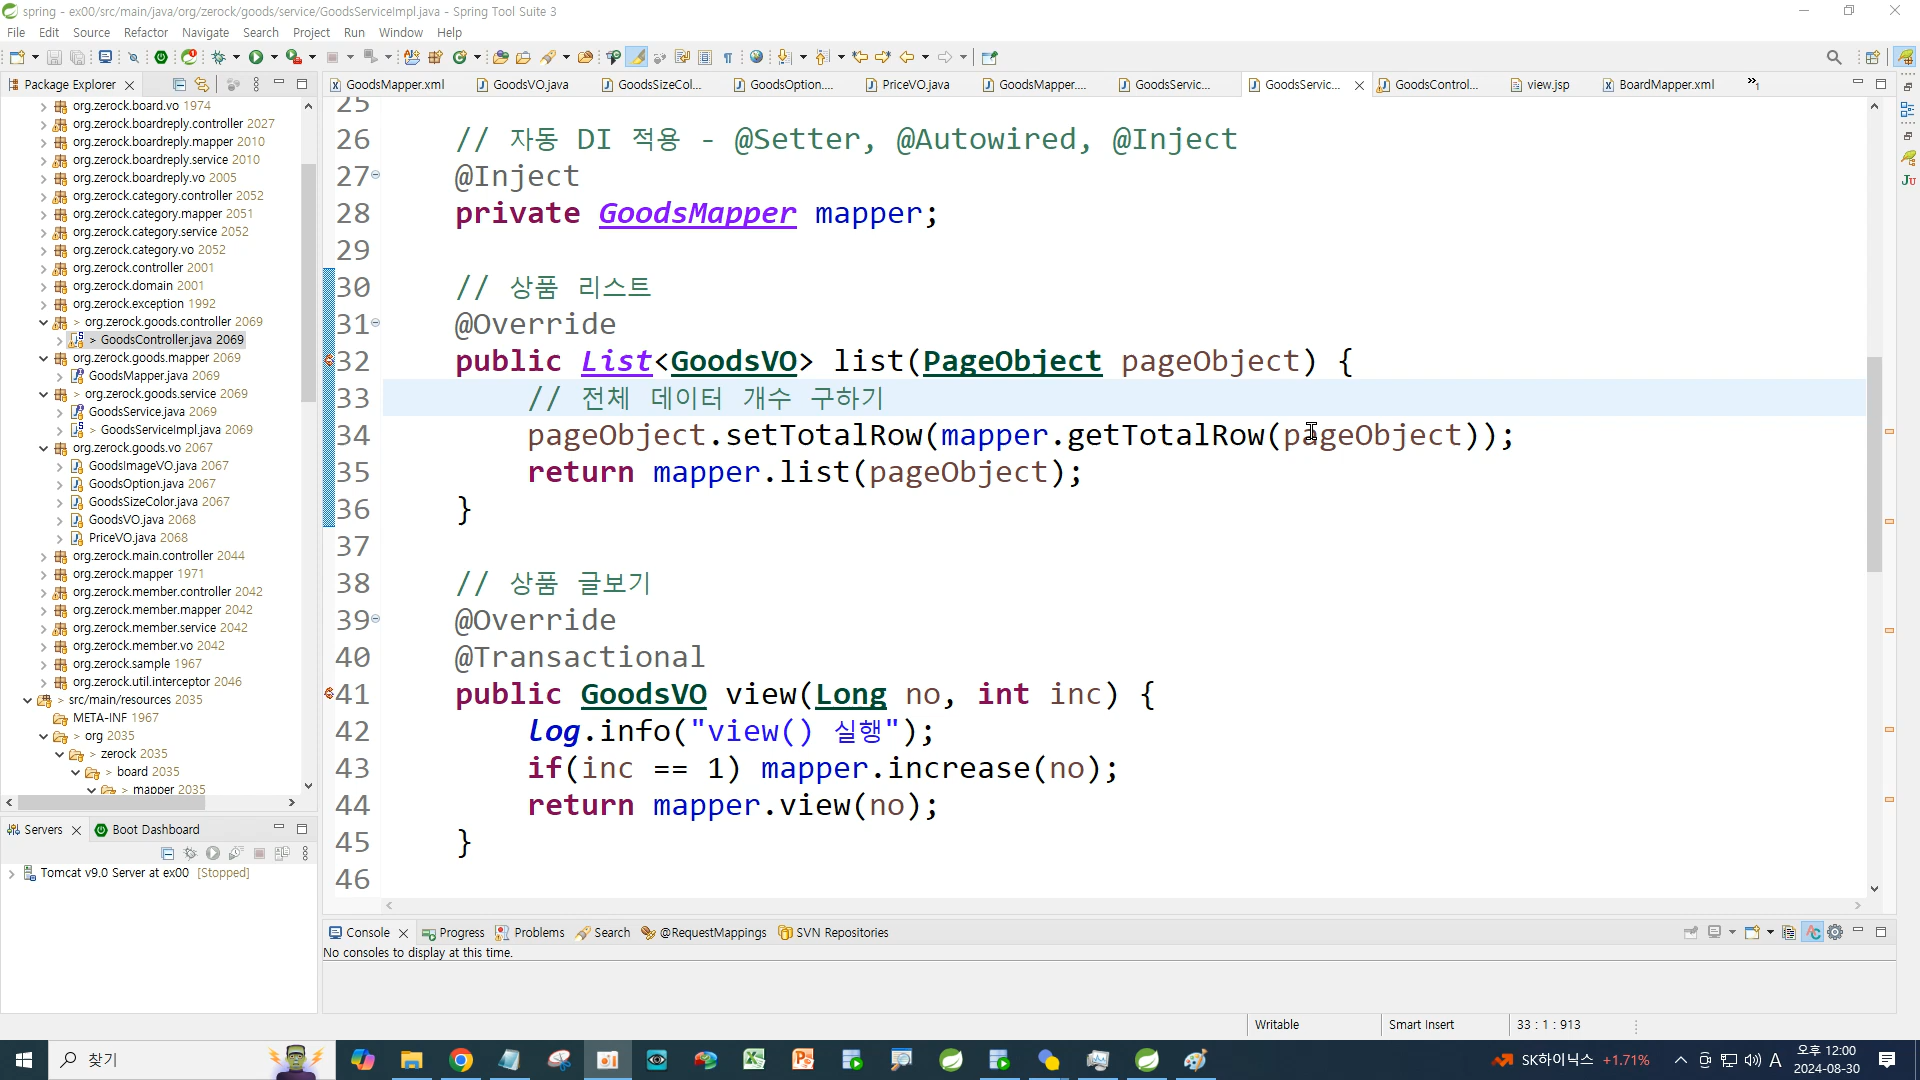 spring - ex00/src/main/java/org/zerock/goods/service/GoodsServiceImpl.java - Spring Tool Suite 3
File Edit Source Refactor Navigate Search Project Run Window Help
Package Explorer
GoodsMapper.xml GoodsVO.java GoodsSizeCol... GoodsOption.... PriceVO.java GoodsMapper.... GoodsServic... GoodsServic... GoodsControl... view.jsp BoardMapper.xml »1
org.zerock.board.vo 1974
org.zerock.boardreply.controller 2027
org.zerock.boardreply.mapper 2010
org.zerock.boardreply.service 2010
org.zerock.boardreply.vo 2005
org.zerock.category.controller 2052
org.zerock.category.mapper 2051
org.zerock.category.service 2052
org.zerock.category.vo 2052
org.zerock.controller 2001
org.zerock.domain 2001
org.zerock.exception 1992
> org.zerock.goods.controller 2069
> GoodsController.java 2069
org.zerock.goods.mapper 2069
GoodsMapper.java 2069
> org.zerock.goods.service 2069
GoodsService.java 2069
> GoodsServiceImpl.java 2069
org.zerock.goods.vo 2067
GoodsImageVO.java 2067
GoodsOption.java 2067
GoodsSizeColor.java 2067
GoodsVO.java 2068
PriceVO.java 2068
org.zerock.main.controller 2044
org.zerock.mapper 1971
org.zerock.member.controller 2042
org.zerock.member.mapper 2042
org.zerock.member.service 2042
org.zerock.member.vo 2042
org.zerock.sample 1967
org.zerock.util.interceptor 2046
> src/main/resources 2035
META-INF 1967
> org 2035
> zerock 2035
> board 2035
> mapper 2035
25
26 // 자동 DI 적용 - @Setter, @Autowired, @Inject
27 @Inject
28 private GoodsMapper mapper;
29
30 // 상품 리스트
31 @Override
32 public List<GoodsVO> list(PageObject pageObject) {
33 // 전체 데이터 개수 구하기
34 pageObject.setTotalRow(mapper.getTotalRow(pageObject));
35 return mapper.list(pageObject);
36 }
37
38 // 상품 글보기
39 @Override
40 @Transactional
41 public GoodsVO view(Long no, int inc) {
42 log.info("view() 실행");
43 if(inc == 1) mapper.increase(no);
44 return mapper.view(no);
45 }
46
Servers Boot Dashboard
Tomcat v9.0 Server at ex00 [Stopped]
Console Progress Problems Search @RequestMappings SVN Repositories
No consoles to display at this time.
Writable Smart Insert 33 : 1 : 913
찾기
SK하이닉스 +1.71% A 오후 12:00
2024-08-30